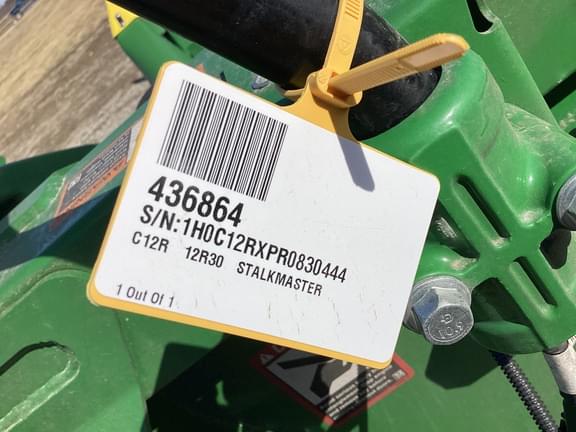 436864
S/N:1H0C12RXPR0830444
C12R 12R30 STALKMASTER
1 Out Of 1